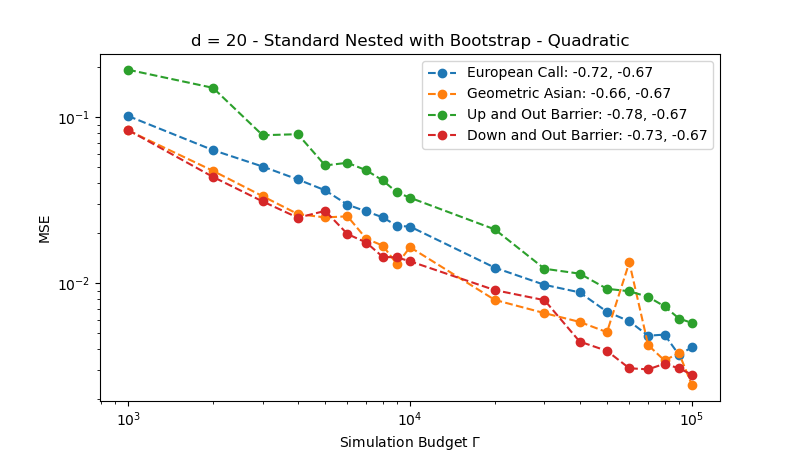 d = 20 - Standard Nested with Bootstrap - Quadratic
European Call: -0.72, -0.67
Geometric Asian: -0.66, -0.67
Up and Out Barrier: -0.78, -0.67
Down and Out Barrier: -0.73, -0.67
MSE
10⁻¹
10⁻²
10³
10⁴
10⁵
Simulation Budget Γ